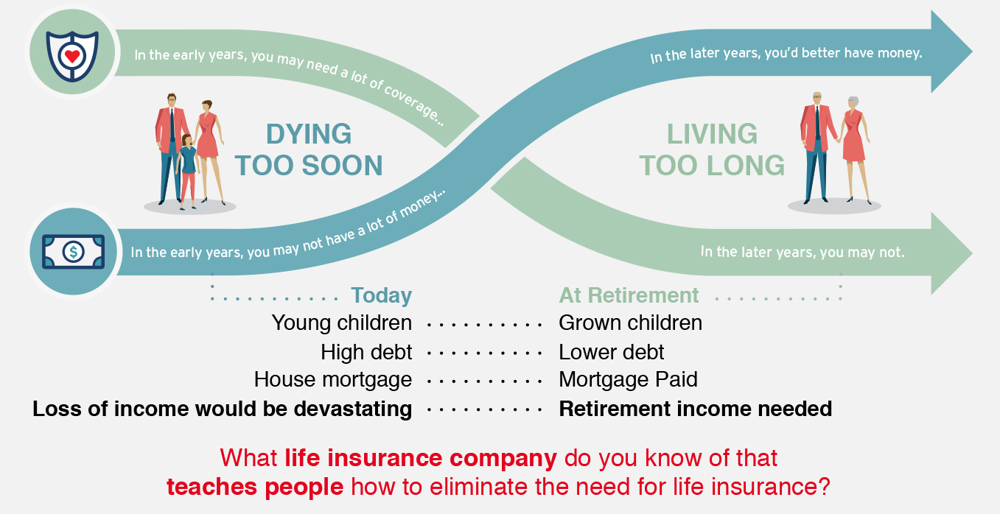 In the early years, you may need a lot of coverage...
In the later years, you'd better have money.
DYING
TOO SOON
LIVING
TOO LONG
$
In the early years, you may not have a lot of money...
In the later years, you may not.
Today
At Retirement
Young children .......... Grown children
High debt .......... Lower debt
House mortgage .......... Mortgage Paid
Loss of income would be devastating .......... Retirement income needed
What life insurance company do you know of that
teaches people how to eliminate the need for life insurance?